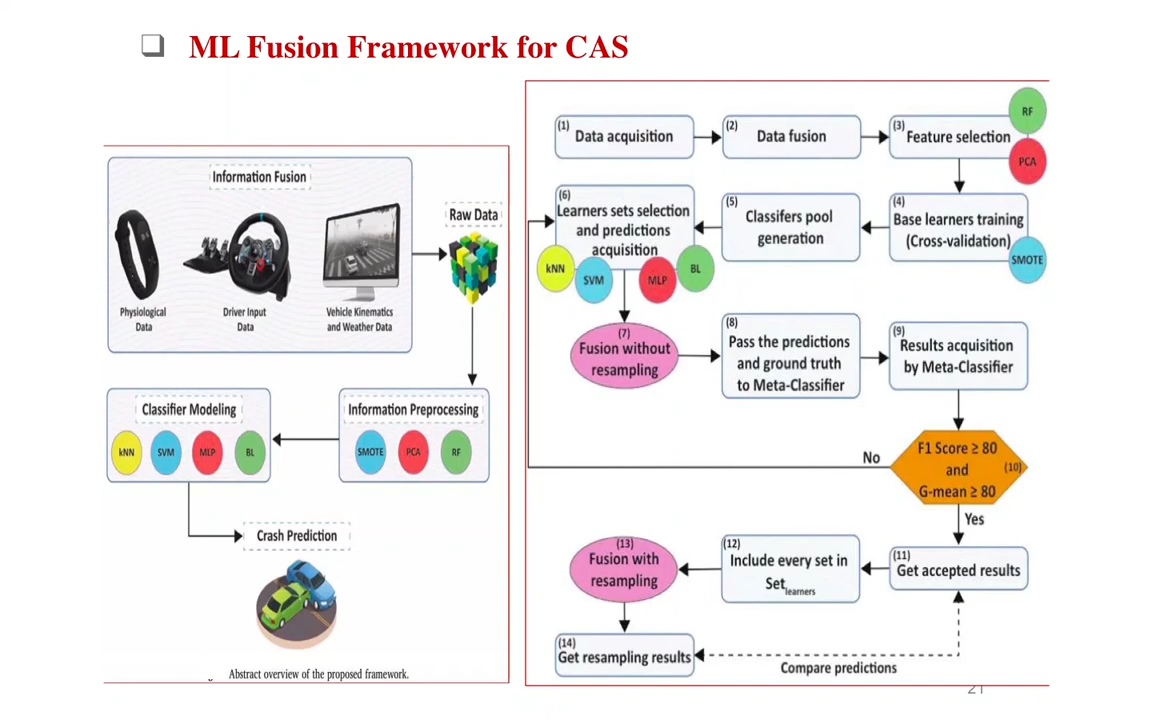 ML Fusion Framework for CAS
Information Fusion
Physiological
Data
Driver Input
Data
Vehicle Kinematics
and Weather Data
Raw Data
Classifier Modeling
kNN
SVM
MLP
BL
Information Preprocessing
SMOTE
PCA
RF
Crash Prediction
Abstract overview of the proposed framework.
(1)
Data acquisition
(2)
Data fusion
(3)
Feature selection
RF
PCA
(6)
Learners sets selection
and predictions
acquisition
kNN
SVM
MLP
BL
(5)
Classifers pool
generation
(4)
Base learners training
(Cross-validation)
SMOTE
(7)
Fusion without
resampling
(8)
Pass the predictions
and ground truth
to Meta-Classifier
(9)
Results acquisition
by Meta-Classifier
No
F1 Score ≥ 80
and
(10)
G-mean ≥ 80
Yes
(13)
Fusion with
resampling
(12)
Include every set in
Set learners
(11)
Get accepted results
(14)
Get resampling results
Compare predictions
21